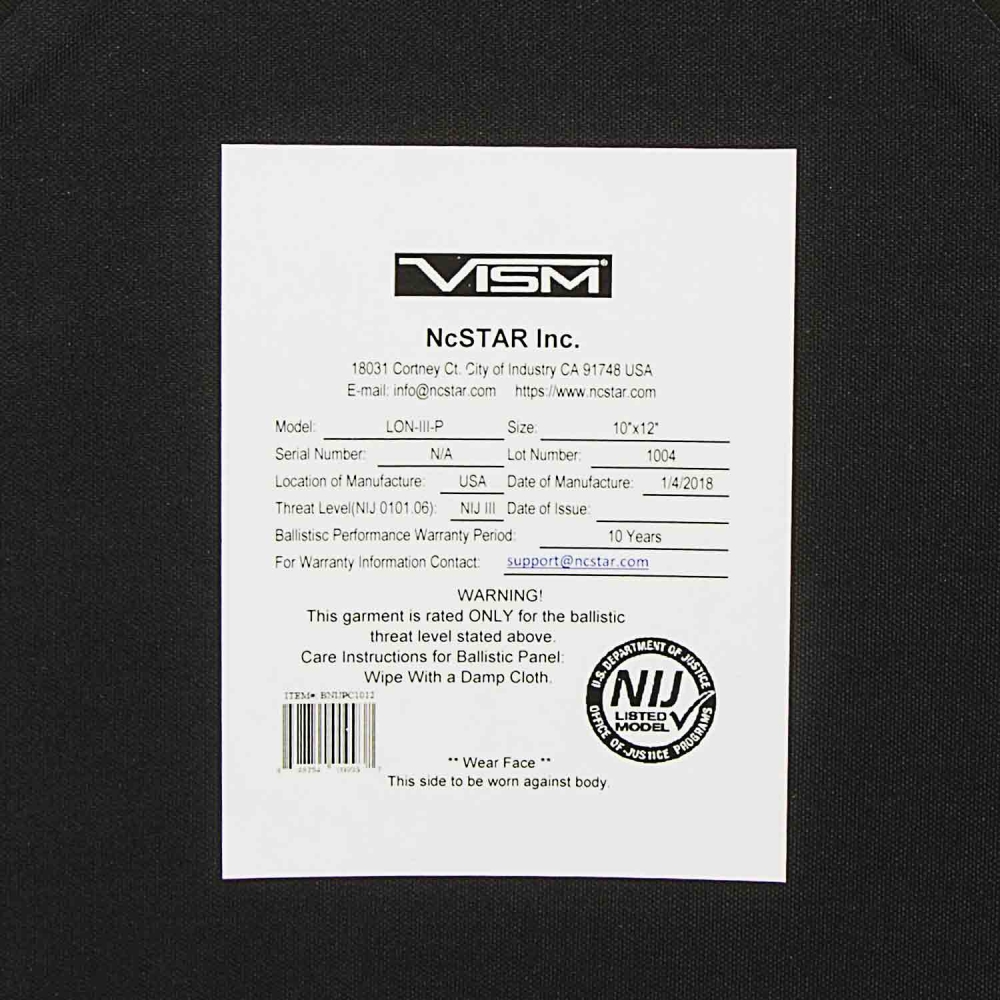 VISM®
NcSTAR Inc.
18031 Cortney Ct. City of Industry CA 91748 USA
E-mail: info@ncstar.com https://www.ncstar.com
Model: LON-III-P Size: 10"x12"
Serial Number: N/A Lot Number: 1004
Location of Manufacture: USA Date of Manufacture: 1/4/2018
Threat Level(NIJ 0101.06): NIJ III Date of Issue:
Ballistisc Performance Warranty Period: 10 Years
For Warranty Information Contact: support@ncstar.com
WARNING!
This garment is rated ONLY for the ballistic
threat level stated above.
Care Instructions for Ballistic Panel:
Wipe With a Damp Cloth.
U.S. DEPARTMENT OF JUSTICE
NIJ
LISTED
MODEL
OFFICE OF JUSTICE PROGRAMS
ITEM#: BNUPC1012
** Wear Face **
This side to be worn against body.